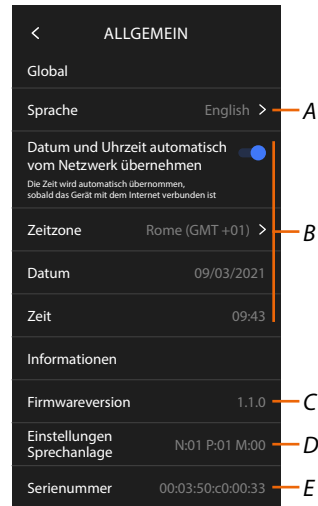 < ALLGEMEIN
Global
Sprache English > A
Datum und Uhrzeit automatisch
vom Netzwerk übernehmen
Die Zeit wird automatisch übernommen,
sobald das Gerät mit dem Internet verbunden ist
B
Zeitzone Rome (GMT +01) >
Datum 09/03/2021
Zeit 09:43
Informationen
Firmwareversion 1.1.0 C
Einstellungen
Sprechanlage N:01 P:01 M:00 D
Serienummer 00:03:50:c0:00:33 E